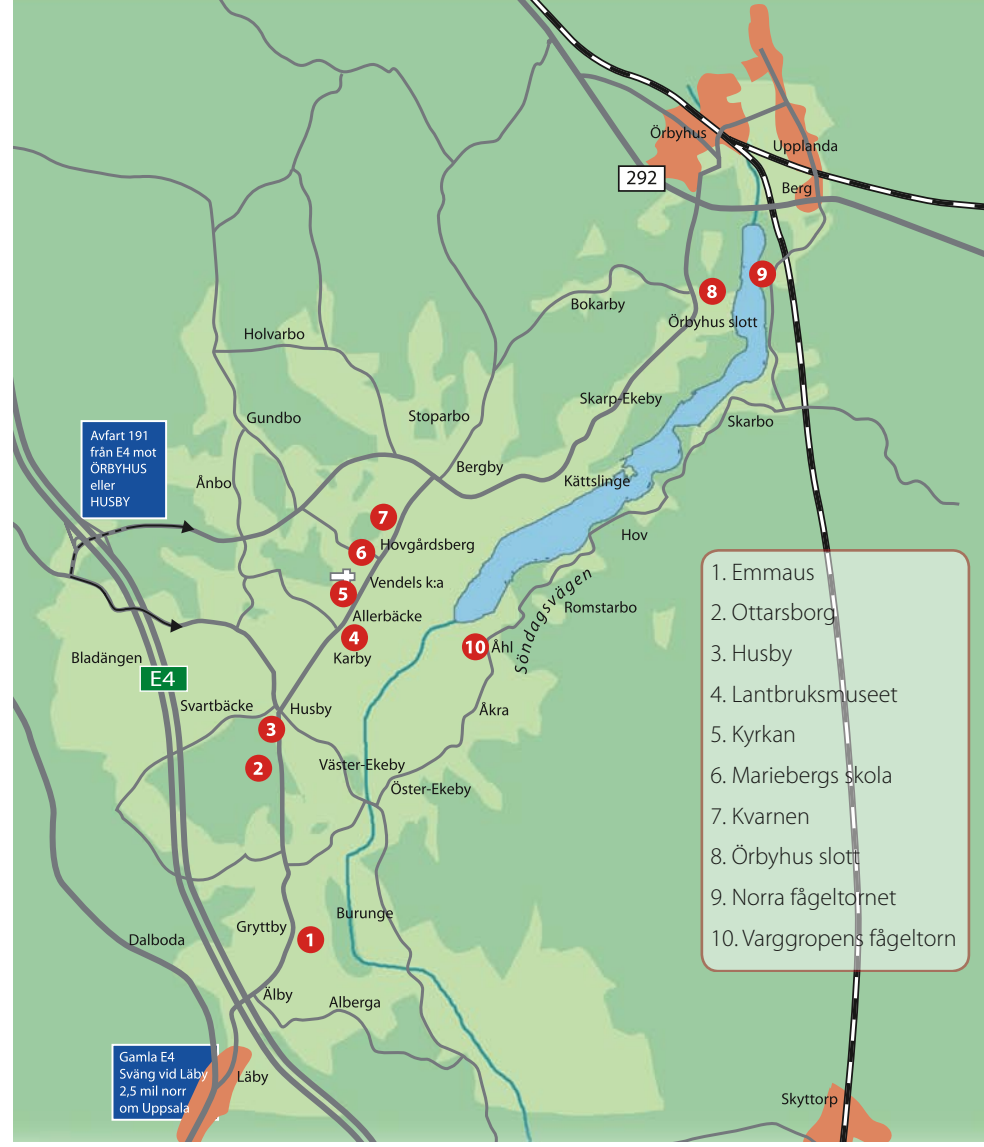 Örbyhus
Upplanda
292
Berg
9
8
Bokarby
Örbyhus slott
Holvarbo
Skarp-Ekeby
Stoparbo
Gundbo
Skarbo
Avfart 191
från E4 mot
ÖRBYHUS
eller
HUSBY
Bergby
Ånbo
Kättslinge
7
Hov
Hovgårdsberg
6
Vendels k:a
5
Söndagsvägen
Romstarbo
Allerbäcke
4
Karby
10 Åhl
Bladängen
E4
Svartbäcke
Husby
Åkra
3
2
Väster-Ekeby
Öster-Ekeby
1. Emmaus
2. Ottarsborg
3. Husby
4. Lantbruksmuseet
5. Kyrkan
6. Mariebergs skola
7. Kvarnen
8. Örbyhus slott
9. Norra fågeltornet
10. Varggropens fågeltorn
Burunge
Gryttby
1
Dalboda
Älby
Alberga
Gamla E4
Sväng vid Läby
2,5 mil norr
om Uppsala
Läby
Skyttorp